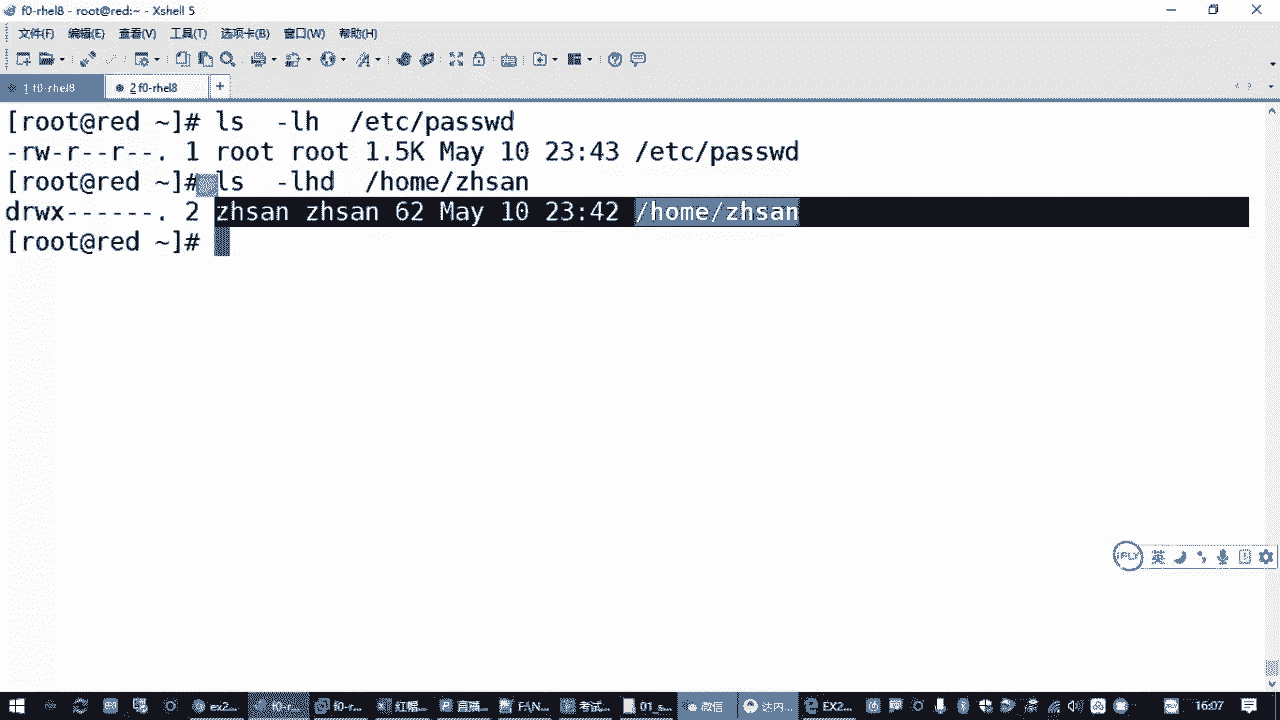 f0-rhel8 - root@red:~ - Xshell 5
文件(F) 编辑(E) 查看(V) 工具(T) 选项卡(B) 窗口(W) 帮助(H)
1 f0-rhel8 2 f0-rhel8 +
[root@red ~]# ls -lh /etc/passwd
-rw-r--r--. 1 root root 1.5K May 10 23:43 /etc/passwd
[root@red ~]# ls -lhd /home/zhsan
drwx------. 2 zhsan zhsan 62 May 10 23:42 /home/zhsan
[root@red ~]#
iFLY 英
ex2... f0-r... f0-r... 红帽... 直播... FAN... 考试... 01_s... 微信 达内... EX2... 16:07